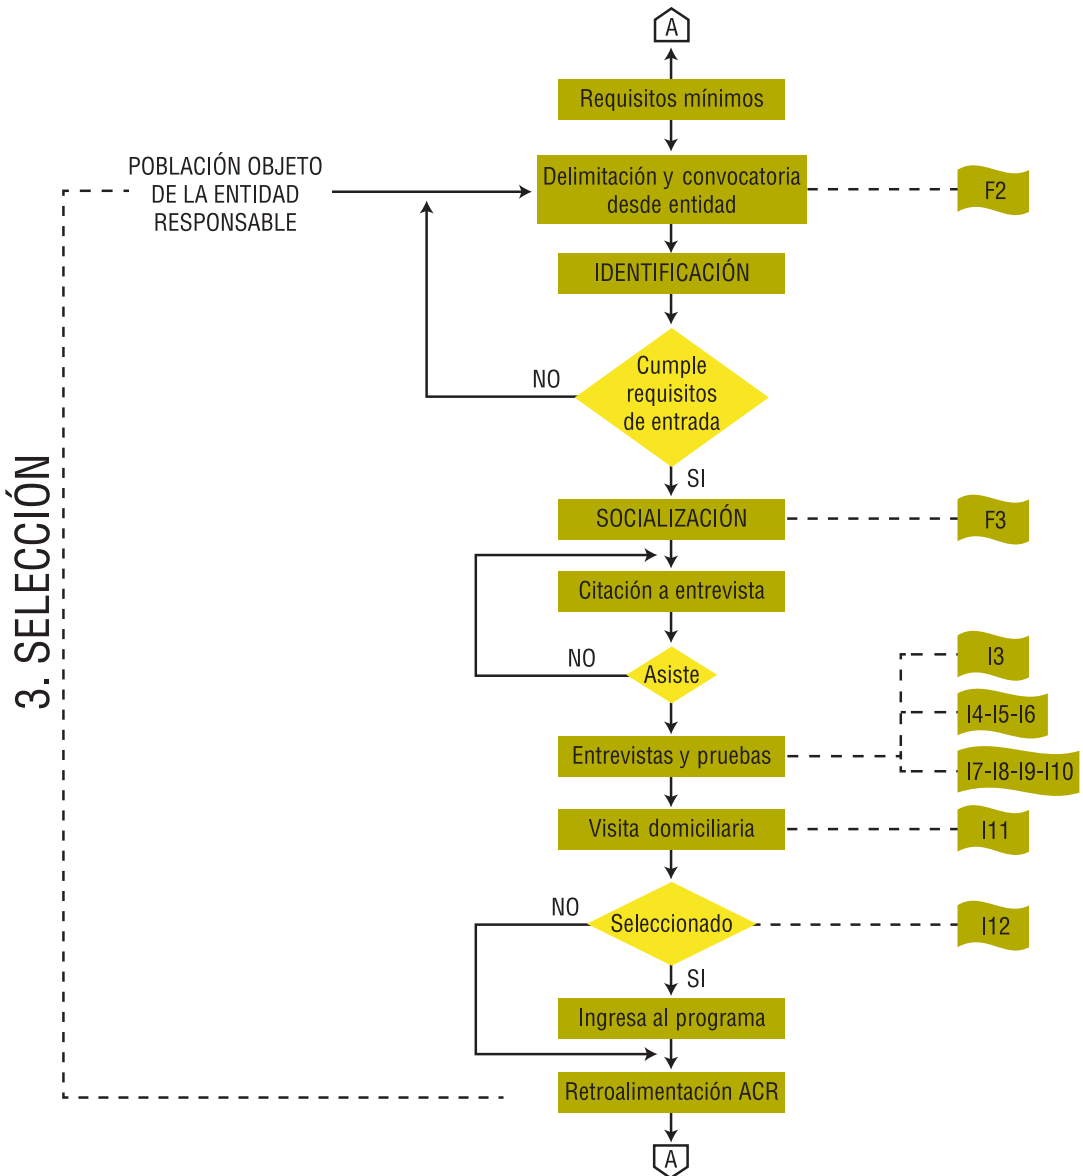 A
Requisitos mínimos
POBLACIÓN OBJETO
DE LA ENTIDAD
RESPONSABLE
Delimitación y convocatoria
desde entidad
F2
IDENTIFICACIÓN
Cumple
requisitos
de entrada
NO
SI
3. SELECCIÓN
SOCIALIZACIÓN
F3
Citación a entrevista
NO
Asiste
I3
I4-I5-I6
Entrevistas y pruebas
I7-I8-I9-I10
Visita domiciliaria
I11
NO
Seleccionado
I12
SI
Ingresa al programa
Retroalimentación ACR
A